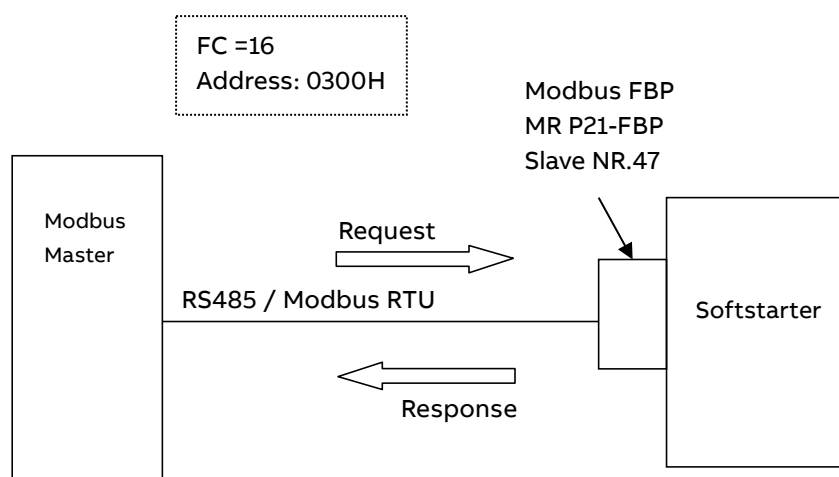 FC =16
Address: 0300H
Modbus FBP
MR P21-FBP
Slave NR.47
Modbus
Master
Request
RS485 / Modbus RTU
Softstarter
Response